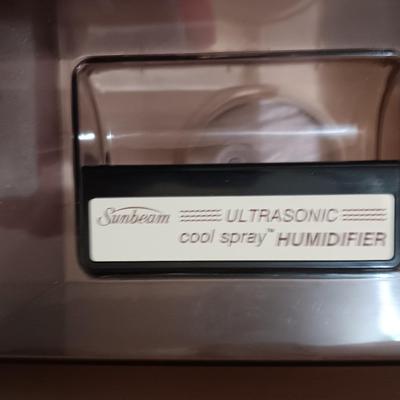 Sunbeam ULTRASONIC
cool spray™ HUMIDIFIER